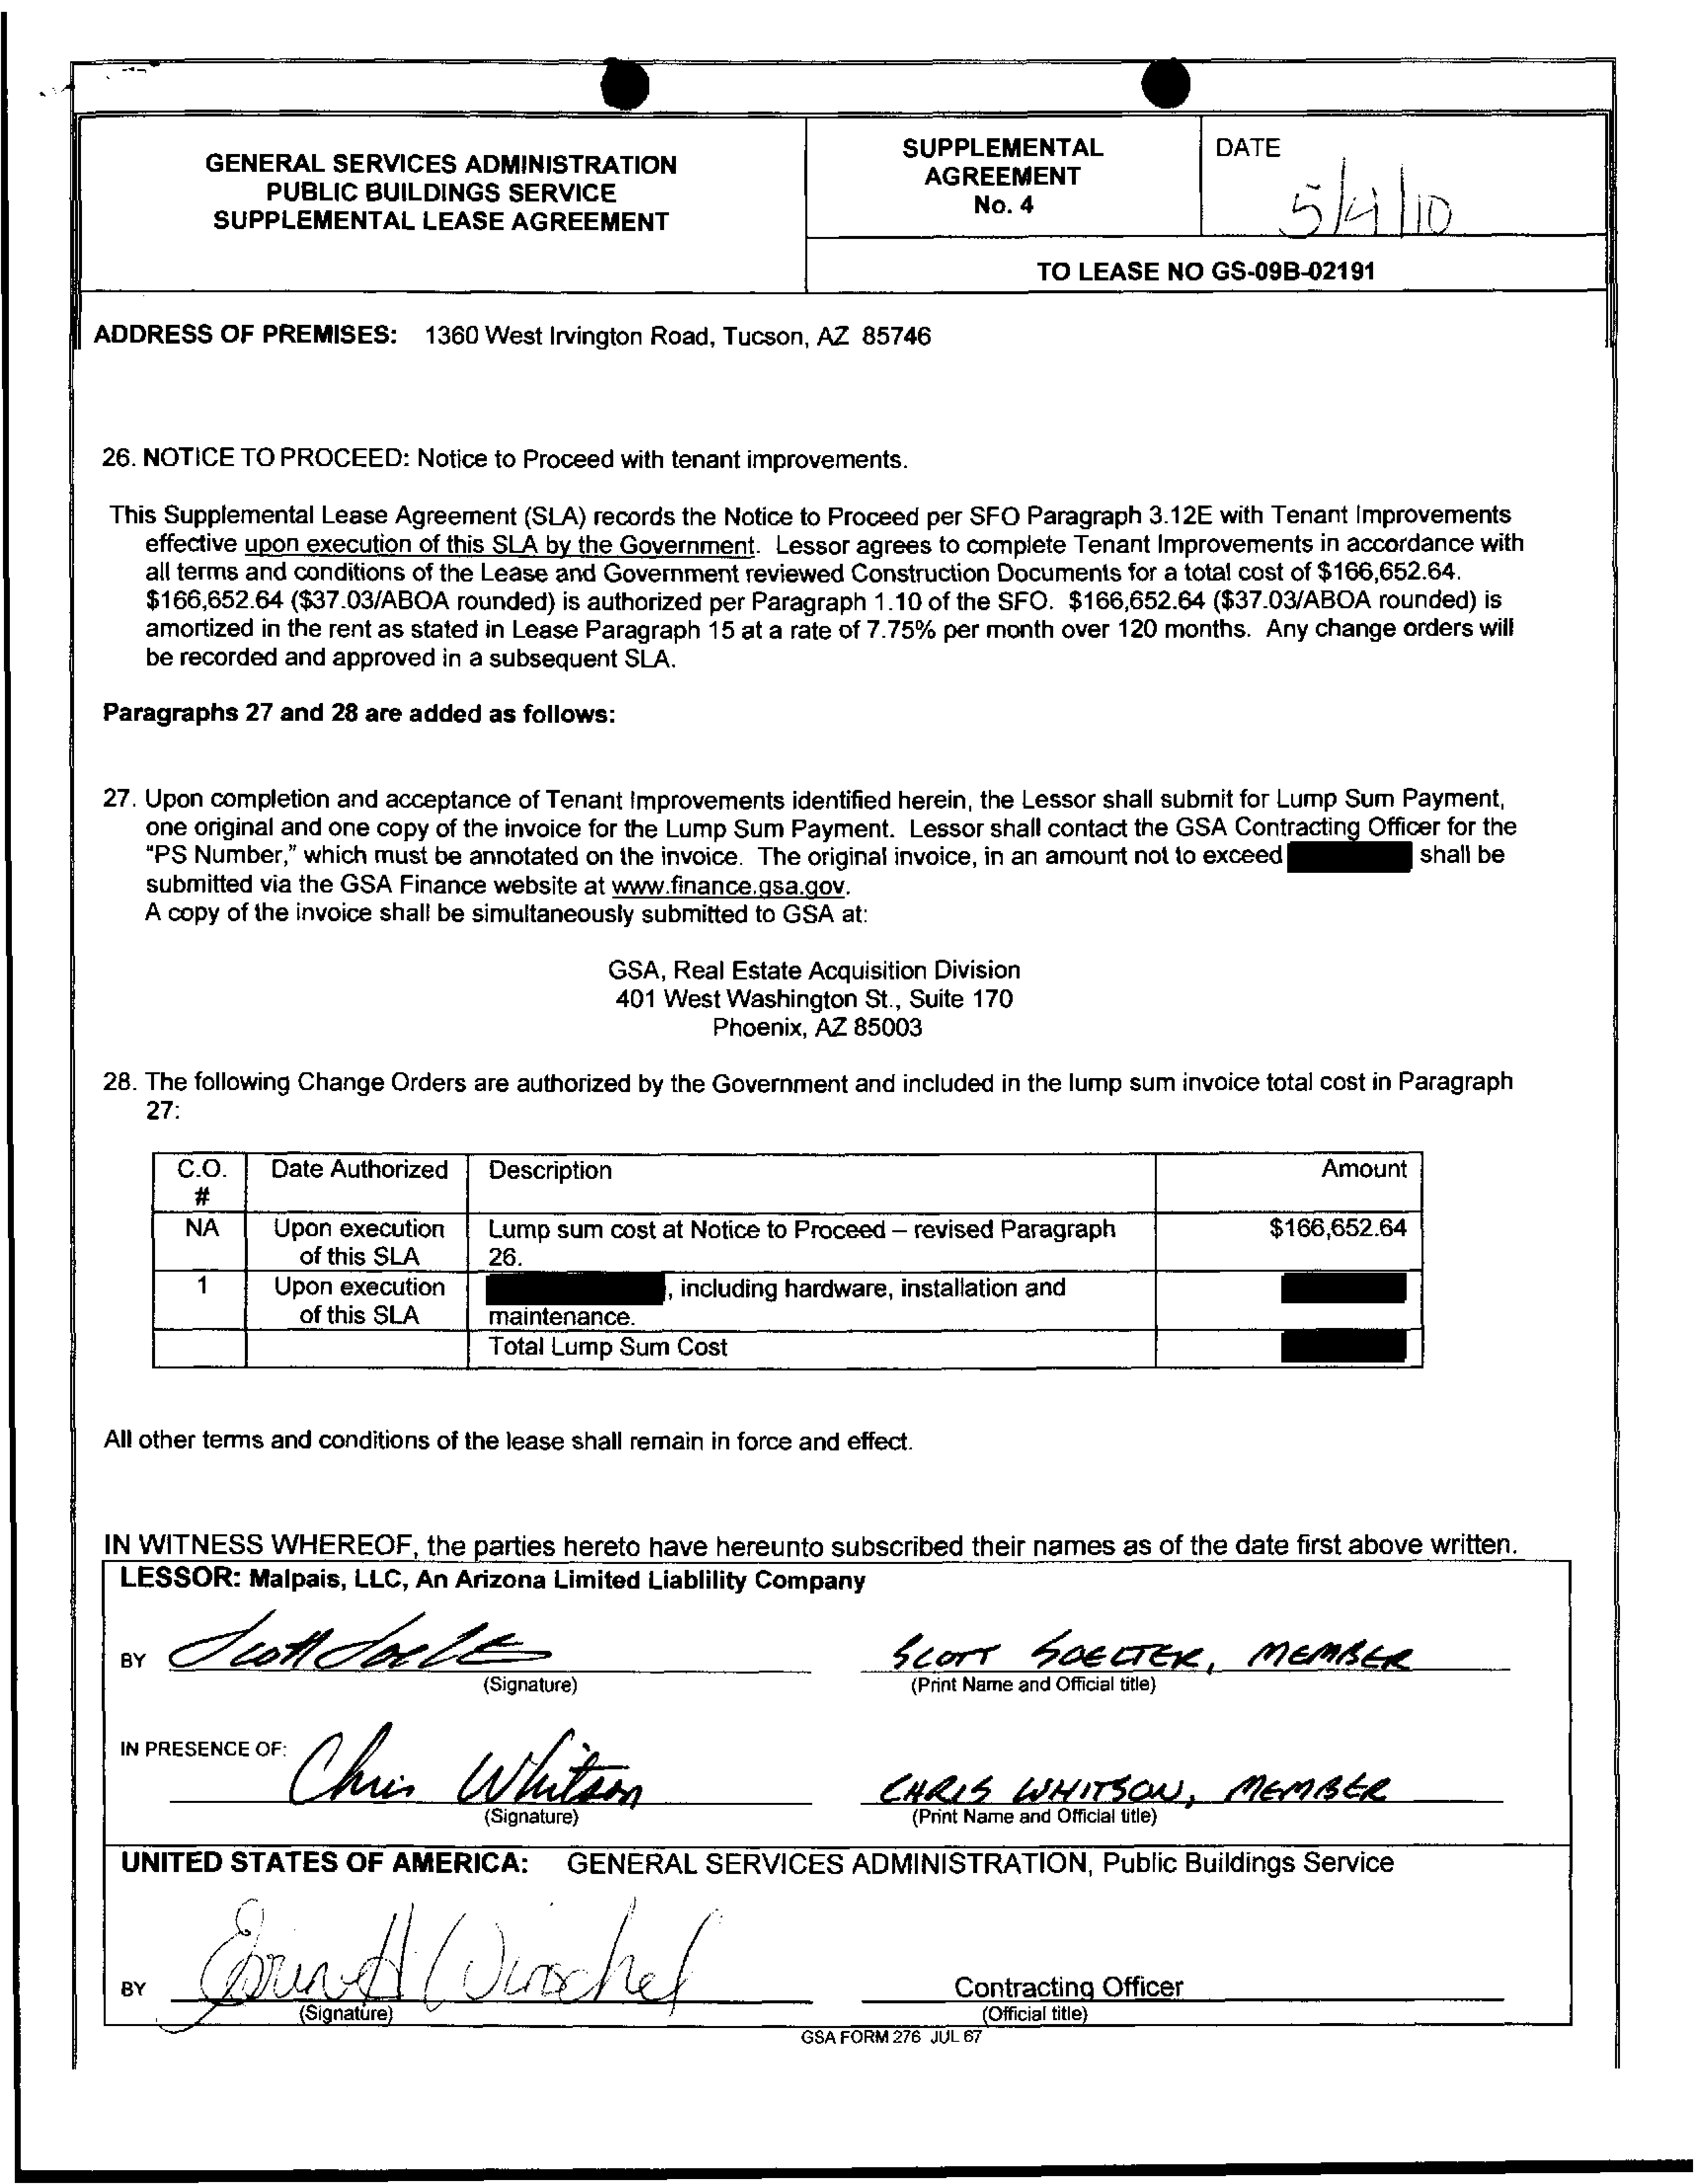 GENERAL SERVICES ADMINISTRATION
PUBLIC BUILDINGS SERVICE
SUPPLEMENTAL LEASE AGREEMENT
SUPPLEMENTAL
AGREEMENT
No. 4
DATE
5/4/10
TO LEASE NO GS-09B-02191
ADDRESS OF PREMISES: 1360 West Irvington Road, Tucson, AZ 85746
26. NOTICE TO PROCEED: Notice to Proceed with tenant improvements.
This Supplemental Lease Agreement (SLA) records the Notice to Proceed per SFO Paragraph 3.12E with Tenant Improvements
effective upon execution of this SLA by the Government. Lessor agrees to complete Tenant Improvements in accordance with
all terms and conditions of the Lease and Government reviewed Construction Documents for a total cost of $166,652.64.
$166,652.64 ($37.03/ABOA rounded) is authorized per Paragraph 1.10 of the SFO. $166,652.64 ($37.03/ABOA rounded) is
amortized in the rent as stated in Lease Paragraph 15 at a rate of 7.75% per month over 120 months. Any change orders will
be recorded and approved in a subsequent SLA.
Paragraphs 27 and 28 are added as follows:
27. Upon completion and acceptance of Tenant Improvements identified herein, the Lessor shall submit for Lump Sum Payment,
one original and one copy of the invoice for the Lump Sum Payment. Lessor shall contact the GSA Contracting Officer for the
"PS Number," which must be annotated on the invoice. The original invoice, in an amount not to exceed shall be
submitted via the GSA Finance website at www.finance.gsa.gov.
A copy of the invoice shall be simultaneously submitted to GSA at:
GSA, Real Estate Acquisition Division
401 West Washington St., Suite 170
Phoenix, AZ 85003
28. The following Change Orders are authorized by the Government and included in the lump sum invoice total cost in Paragraph
27:
C.O. # Date Authorized Description Amount
NA Upon execution Lump sum cost at Notice to Proceed – revised Paragraph $166,652.64
of this SLA 26.
1 Upon execution , including hardware, installation and
of this SLA maintenance.
Total Lump Sum Cost
All other terms and conditions of the lease shall remain in force and effect.
IN WITNESS WHEREOF, the parties hereto have hereunto subscribed their names as of the date first above written.
LESSOR: Malpais, LLC, An Arizona Limited Liablility Company
BY SCOTT SOELTER, MEMBER
(Signature) (Print Name and Official title)
IN PRESENCE OF: Chris Whitson CHRIS WHITSON, MEMBER
(Signature) (Print Name and Official title)
UNITED STATES OF AMERICA: GENERAL SERVICES ADMINISTRATION, Public Buildings Service
BY Contracting Officer
(Signature) (Official title)
GSA FORM 276 JUL 67